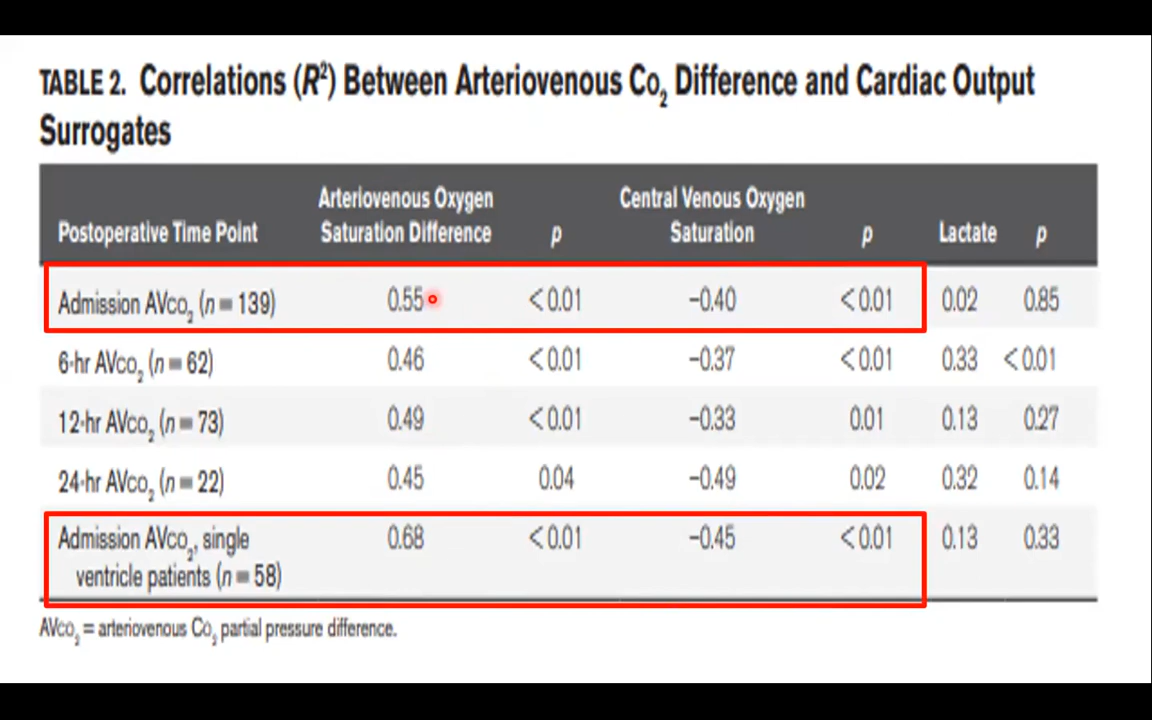 TABLE 2. Correlations (R²) Between Arteriovenous Co₂ Difference and Cardiac Output
Surrogates
Postoperative Time Point Arteriovenous Oxygen Saturation Difference p Central Venous Oxygen Saturation p Lactate p
Admission AVco₂ (n = 139) 0.55 <0.01 −0.40 <0.01 0.02 0.85
6-hr AVco₂ (n = 62) 0.46 <0.01 −0.37 <0.01 0.33 <0.01
12-hr AVco₂ (n = 73) 0.49 <0.01 −0.33 0.01 0.13 0.27
24-hr AVco₂ (n = 22) 0.45 0.04 −0.49 0.02 0.32 0.14
Admission AVco₂, single 0.68 <0.01 −0.45 <0.01 0.13 0.33
ventricle patients (n = 58)
AVco₂ = arteriovenous Co₂ partial pressure difference.